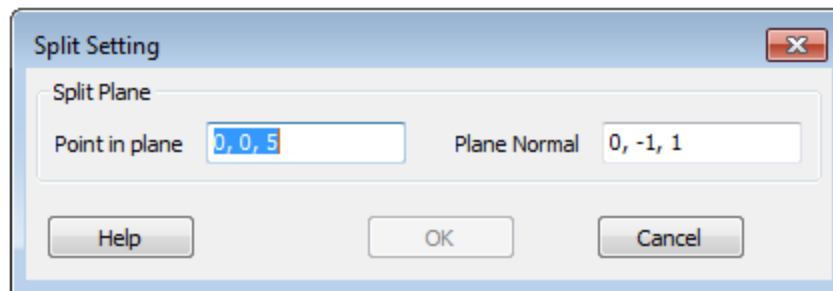 Split Setting
Split Plane
Point in plane 0, 0, 5 Plane Normal 0, -1, 1
Help OK Cancel